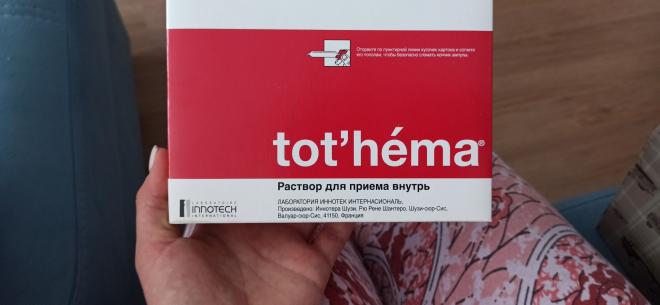 Оторвите по пунктирной линии кусочек картона и согните
его пополам, чтобы безопасно сломать кончик ампулы.
tot'héma®
Раствор для приема внутрь
LABORATOIRE
INNOTECH
INTERNATIONAL
ЛАБОРАТОРИЯ ИННОТЕК ИНТЕРНАСИОНАЛЬ,
Произведено: Иннотера Шузи, Рю Рене Шантеро, Шузи-сюр-Сис,
Валуар-сюр-Сис, 41150, Франция